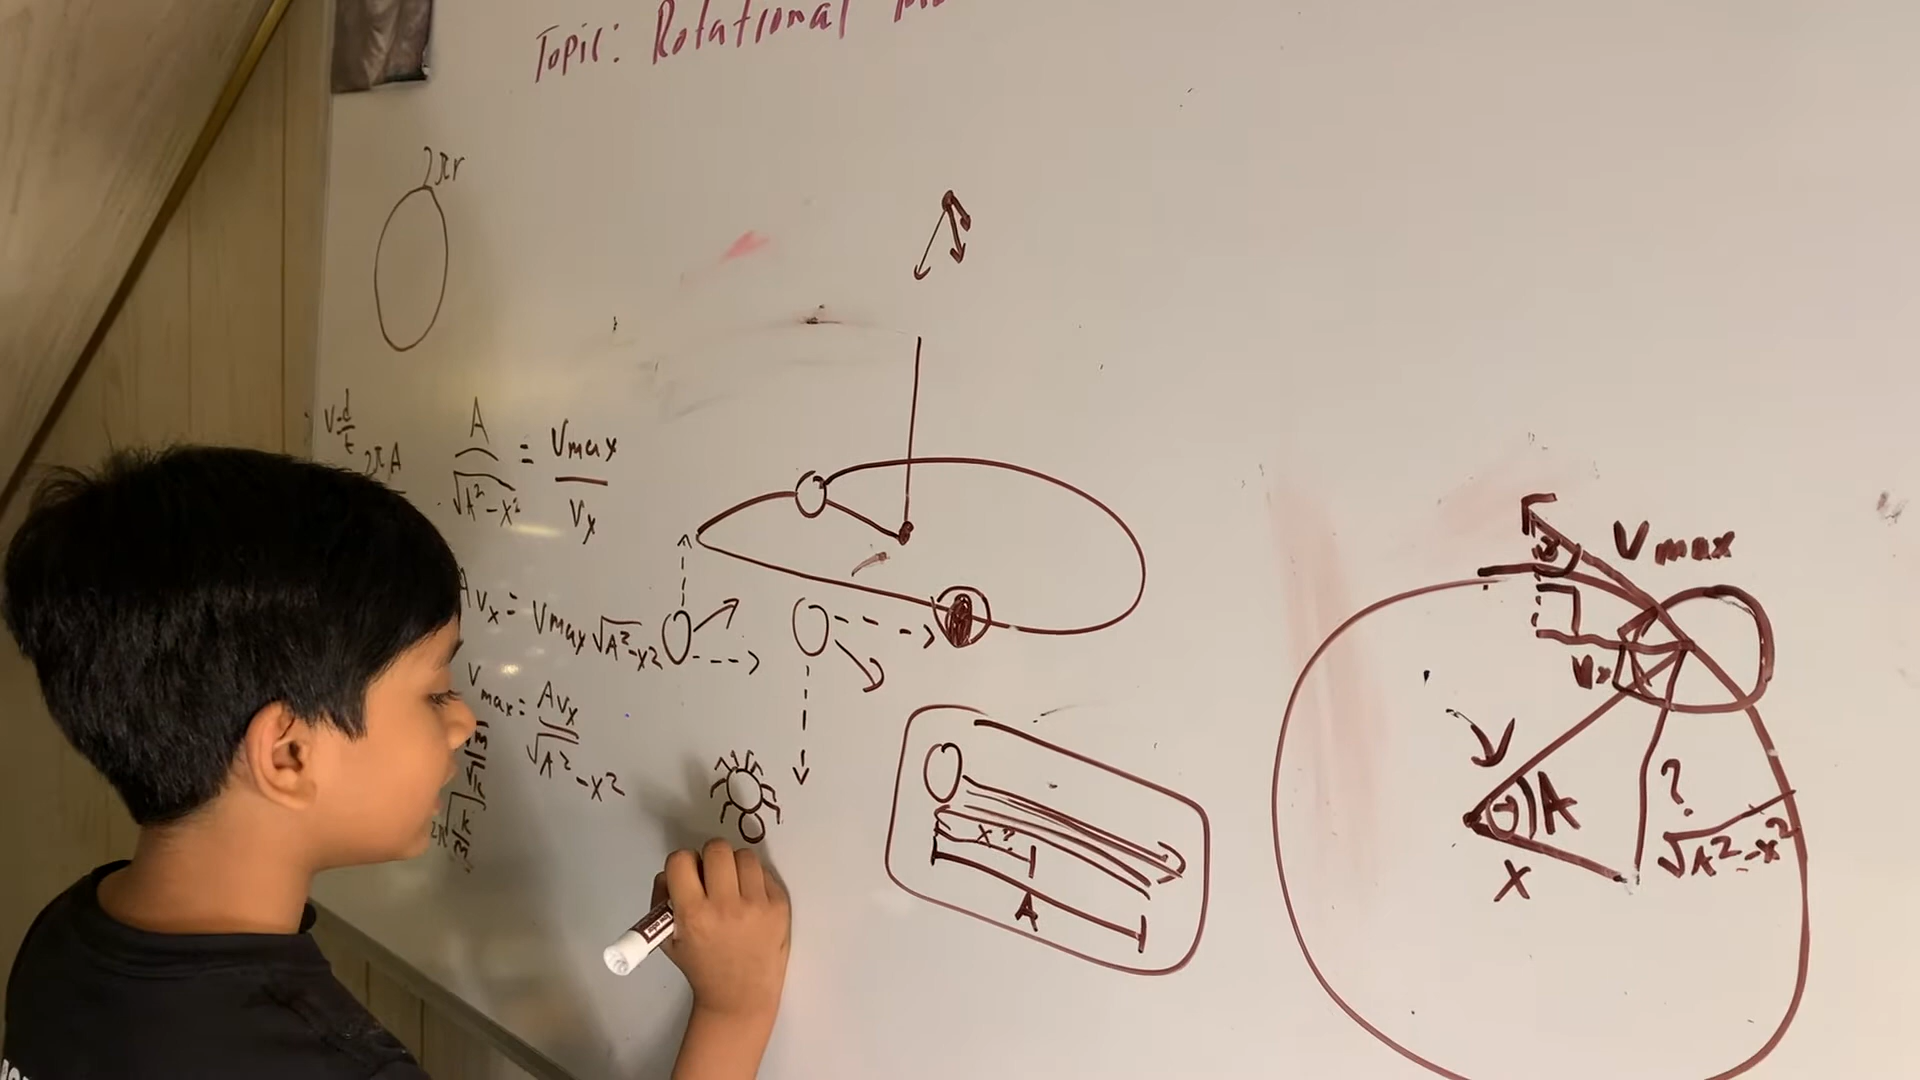 Topic: Rotational
2πr
V=d/t
2πA
A/√A²-x² = Vmax/Vx
AVx = Vmax√A²-x²
Vmax = AVx/√A²-x²
x?
A
Vmax
Vx
A
?
√A²-x²
x